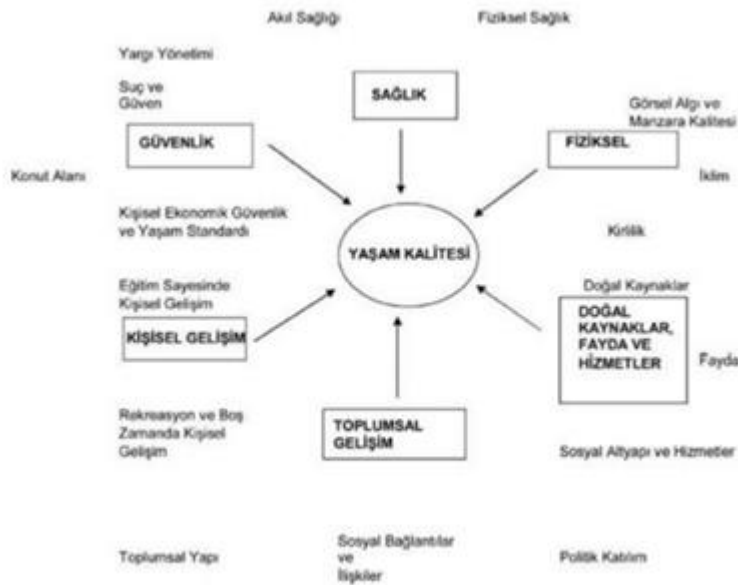 Akıl Sağlığı
Fiziksel Sağlık
Yargı Yönetimi
Suç ve
Güven
SAĞLIK
Görsel Algı ve
Manzara Kalitesi
GÜVENLİK
FİZİKSEL
Konut Alanı
İklim
Kişisel Ekonomik Güvenlik
ve Yaşam Standardı
Kirlilik
YAŞAM KALİTESİ
Eğitim Sayesinde
Kişisel Gelişim
Doğal Kaynaklar
KİŞİSEL GELİŞİM
DOĞAL
KAYNAKLAR,
FAYDA VE
HİZMETLER
Fayda
Rekreasyon ve Boş
Zamanda Kişisel
Gelişim
TOPLUMSAL
GELİŞİM
Sosyal Altyapı ve Hizmetler
Toplumsal Yapı
Sosyal Bağlantılar
ve
İlişkiler
Politik Katılım